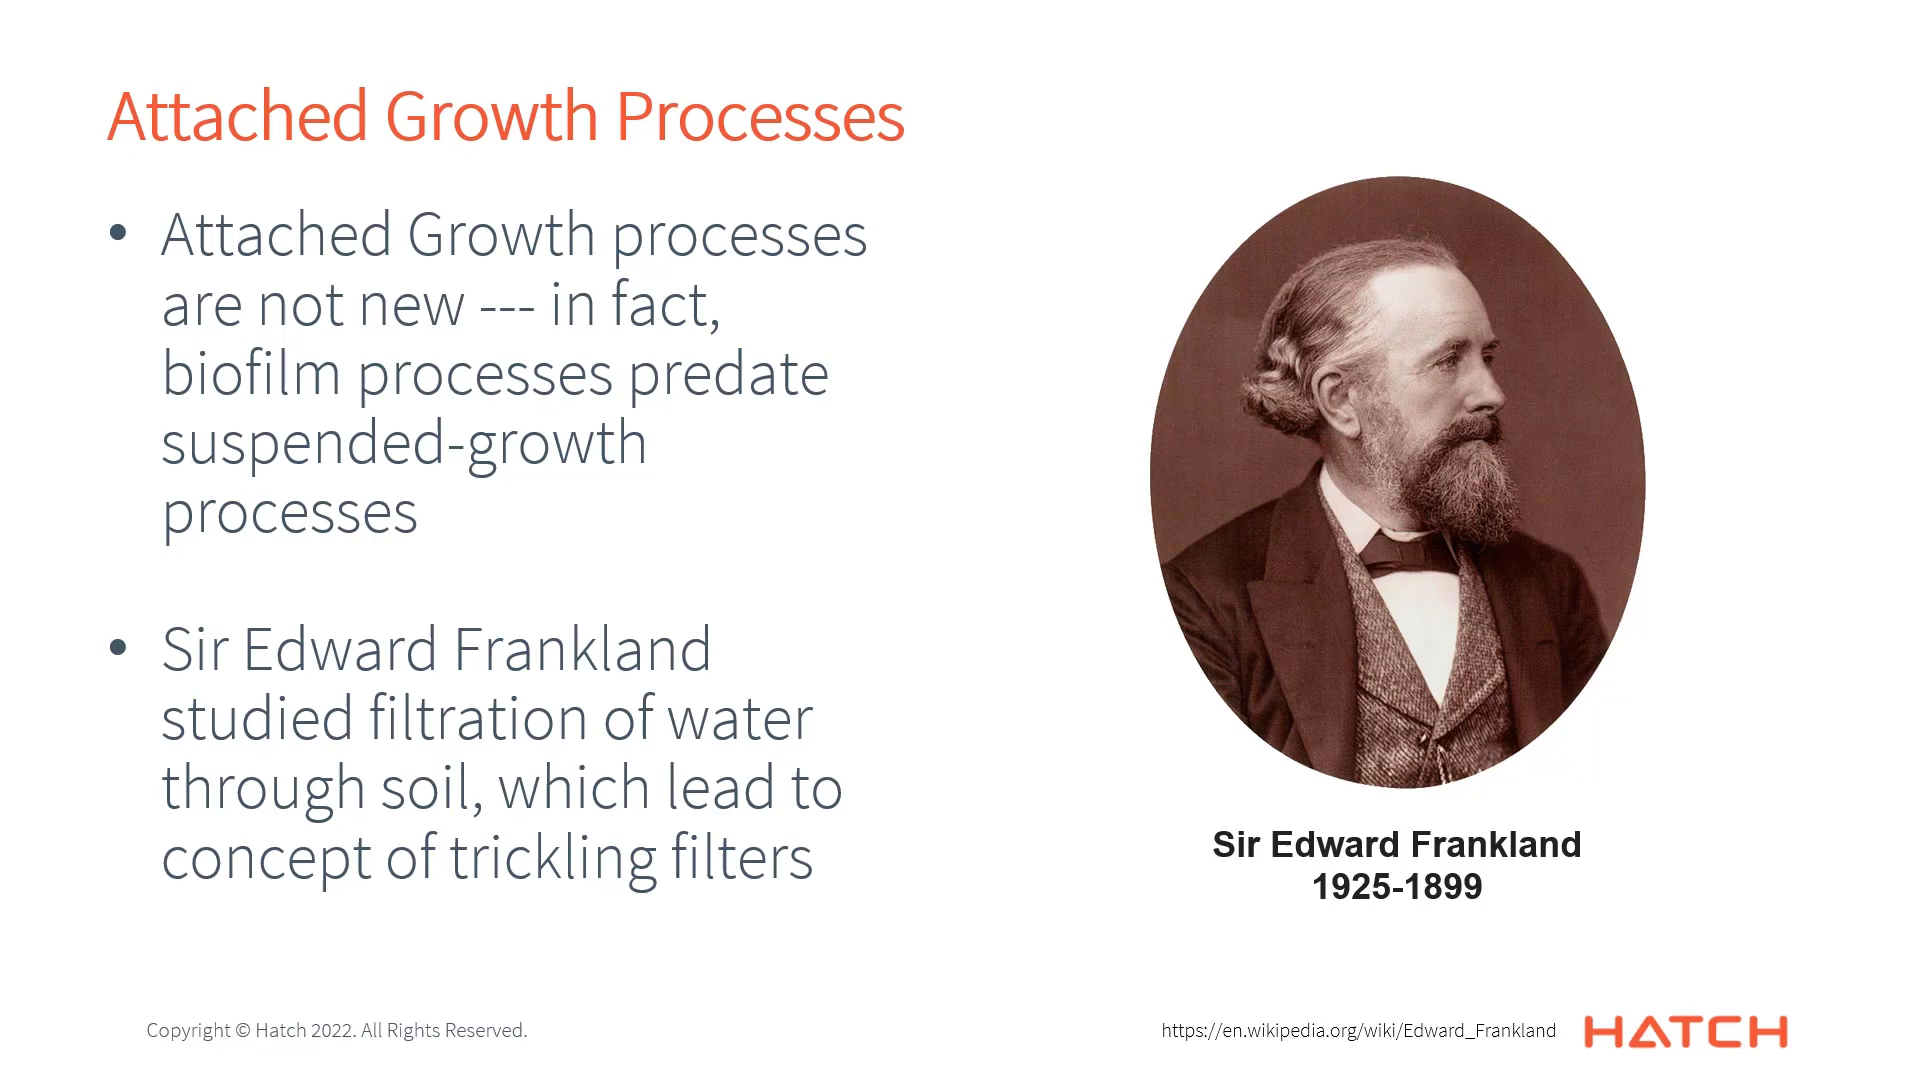 Attached Growth Processes
• Attached Growth processes
are not new --- in fact,
biofilm processes predate
suspended-growth
processes
• Sir Edward Frankland
studied filtration of water
through soil, which lead to
concept of trickling filters
Sir Edward Frankland
1925-1899
Copyright © Hatch 2022. All Rights Reserved.
https://en.wikipedia.org/wiki/Edward_Frankland
HATCH